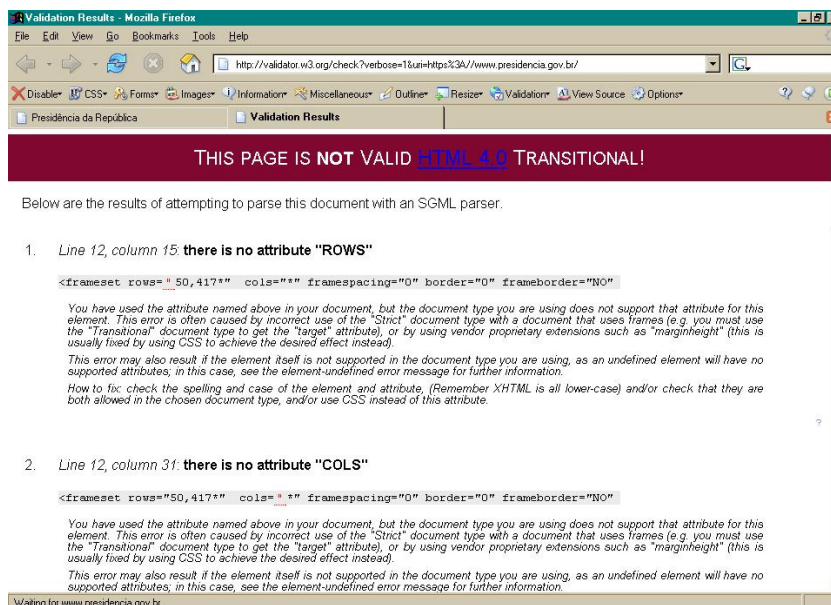 Validation Results - Mozilla Firefox
File Edit View Go Bookmarks Tools Help
http://validator.w3.org/check?verbose=1&uri=https%3A//www.presidencia.gov.br/
G.
Disable CSS Forms Images Information Miscellaneous Outline Resize Validation View Source Options
Presidência da República Validation Results
THIS PAGE IS NOT VALID HTML 4.0 TRANSITIONAL!
Below are the results of attempting to parse this document with an SGML parser.
1. Line 12, column 15: there is no attribute "ROWS"
<frameset rows=" 50,417*" cols="*" framespacing="0" border="0" frameborder="NO"
You have used the attribute named above in your document, but the document type you are using does not support that attribute for this
element. This error is often caused by incorrect use of the "Strict" document type with a document that uses frames (e.g. you must use
the "Transitional" document type to get the "target" attribute), or by using vendor proprietary extensions such as "marginheight" (this is
usually fixed by using CSS to achieve the desired effect instead).
This error may also result if the element itself is not supported in the document type you are using, as an undefined element will have no
supported attributes; in this case, see the element-undefined error message for further information.
How to fix: check the spelling and case of the element and attribute, (Remember XHTML is all lower-case) and/or check that they are
both allowed in the chosen document type, and/or use CSS instead of this attribute.
?
2. Line 12, column 31: there is no attribute "COLS"
<frameset rows="50,417*" cols=" *" framespacing="0" border="0" frameborder="NO"
You have used the attribute named above in your document, but the document type you are using does not support that attribute for this
element. This error is often caused by incorrect use of the "Strict" document type with a document that uses frames (e.g. you must use
the "Transitional" document type to get the "target" attribute), or by using vendor proprietary extensions such as "marginheight" (this is
usually fixed by using CSS to achieve the desired effect instead).
This error may also result if the element itself is not supported in the document type you are using, as an undefined element will have no
supported attributes; in this case, see the element-undefined error message for further information.
Waiting for www.presidencia.gov.br